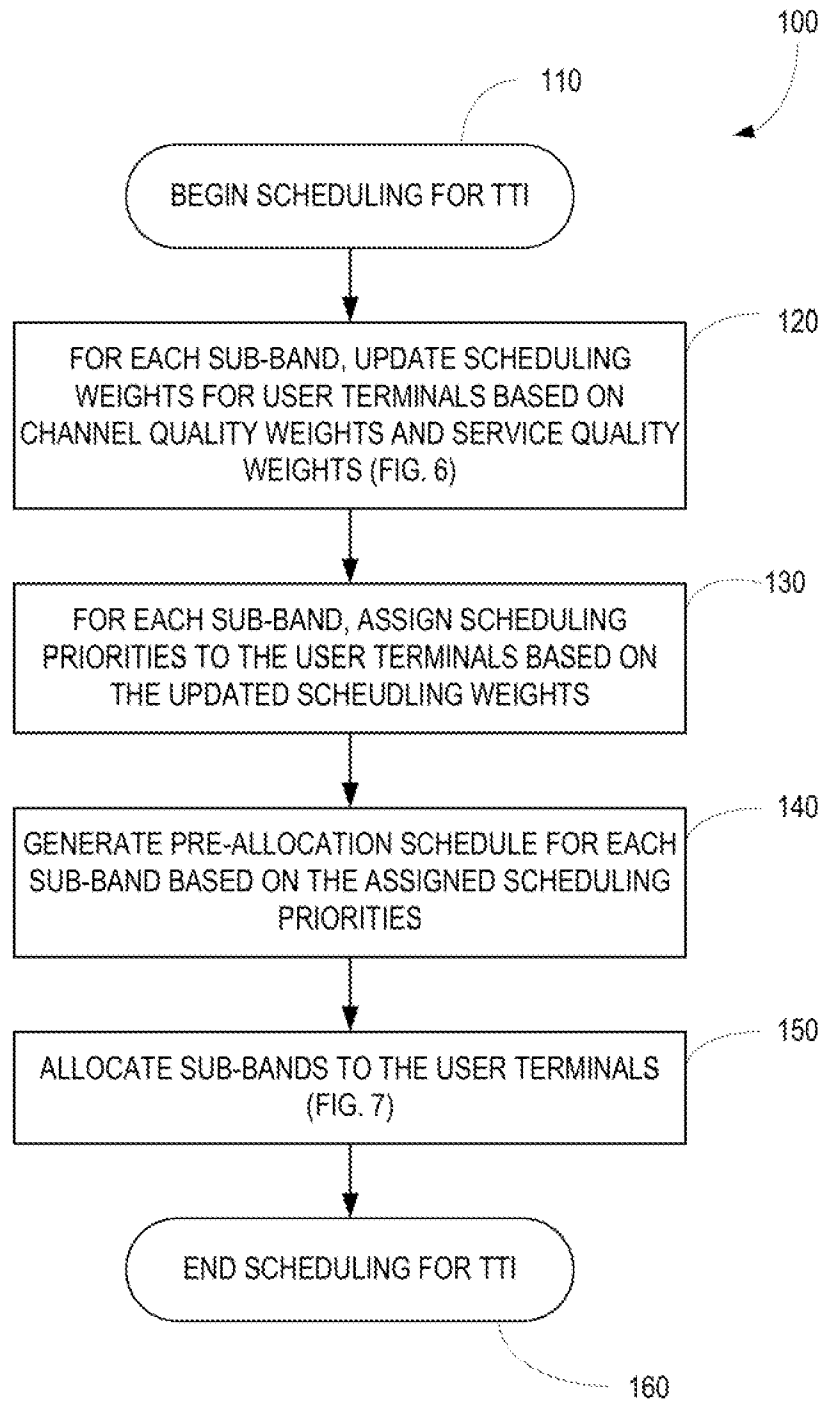 100
110
BEGIN SCHEDULING FOR TTI
120
FOR EACH SUB-BAND, UPDATE SCHEDULING
WEIGHTS FOR USER TERMINALS BASED ON
CHANNEL QUALITY WEIGHTS AND SERVICE QUALITY
WEIGHTS (FIG. 6)
130
FOR EACH SUB-BAND, ASSIGN SCHEDULING
PRIORITIES TO THE USER TERMINALS BASED ON
THE UPDATED SCHEUDLING WEIGHTS
140
GENERATE PRE-ALLOCATION SCHEDULE FOR EACH
SUB-BAND BASED ON THE ASSIGNED SCHEDULING
PRIORITIES
150
ALLOCATE SUB-BANDS TO THE USER TERMINALS
(FIG. 7)
END SCHEDULING FOR TTI
160